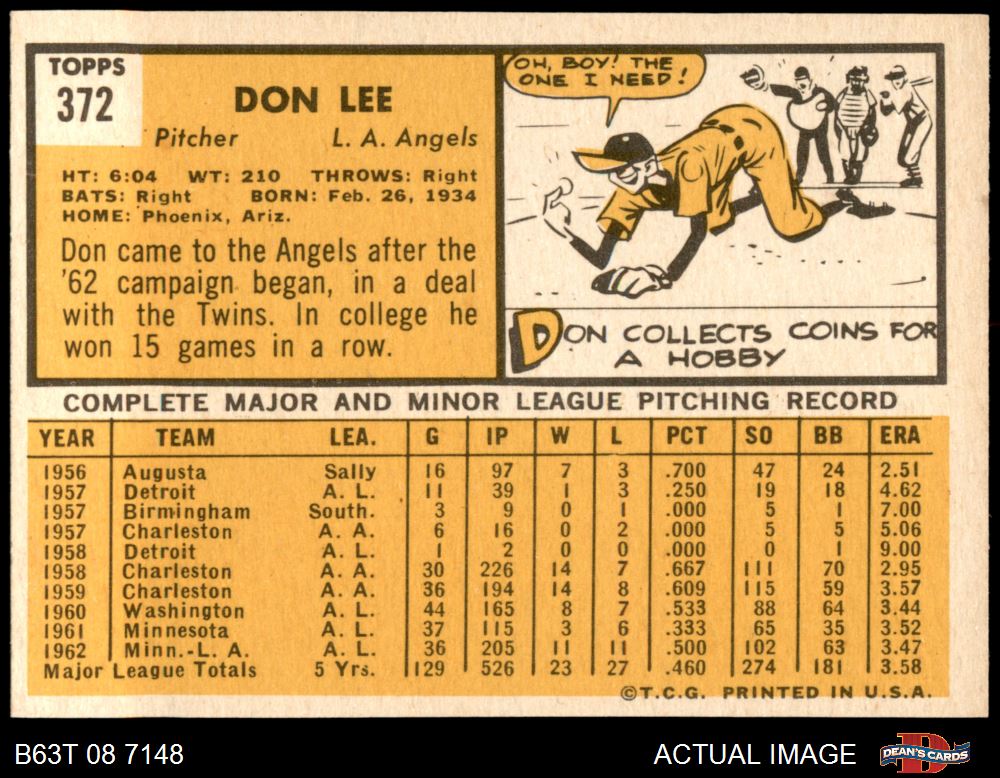 TOPPS
372
DON LEE
Pitcher L. A. Angels
HT: 6:04 WT: 210 THROWS: Right
BATS: Right BORN: Feb. 26, 1934
HOME: Phoenix, Ariz.
Don came to the Angels after the
'62 campaign began, in a deal
with the Twins. In college he
won 15 games in a row.
OH, BOY! THE
ONE I NEED!
DON COLLECTS COINS FOR
A HOBBY
COMPLETE MAJOR AND MINOR LEAGUE PITCHING RECORD
YEAR TEAM LEA. G IP W L PCT SO BB ERA
1956 Augusta Sally 16 97 7 3 .700 47 24 2.51
1957 Detroit A. L. 11 39 1 3 .250 19 18 4.62
1957 Birmingham South. 3 9 0 1 .000 5 1 7.00
1957 Charleston A. A. 6 16 0 2 .000 5 5 5.06
1958 Detroit A. L. 1 2 0 0 .000 0 1 9.00
1958 Charleston A. A. 30 226 14 7 .667 111 70 2.95
1959 Charleston A. A. 36 194 14 8 .609 115 59 3.57
1960 Washington A. L. 44 165 8 7 .533 88 64 3.44
1961 Minnesota A. L. 37 115 3 6 .333 65 35 3.52
1962 Minn.-L. A. A. L. 36 205 11 11 .500 102 63 3.47
Major League Totals 5 Yrs. 129 526 23 27 .460 274 181 3.58
©T.C.G. PRINTED IN U.S.A.
B63T 08 7148 ACTUAL IMAGE DEAN'S CARDS